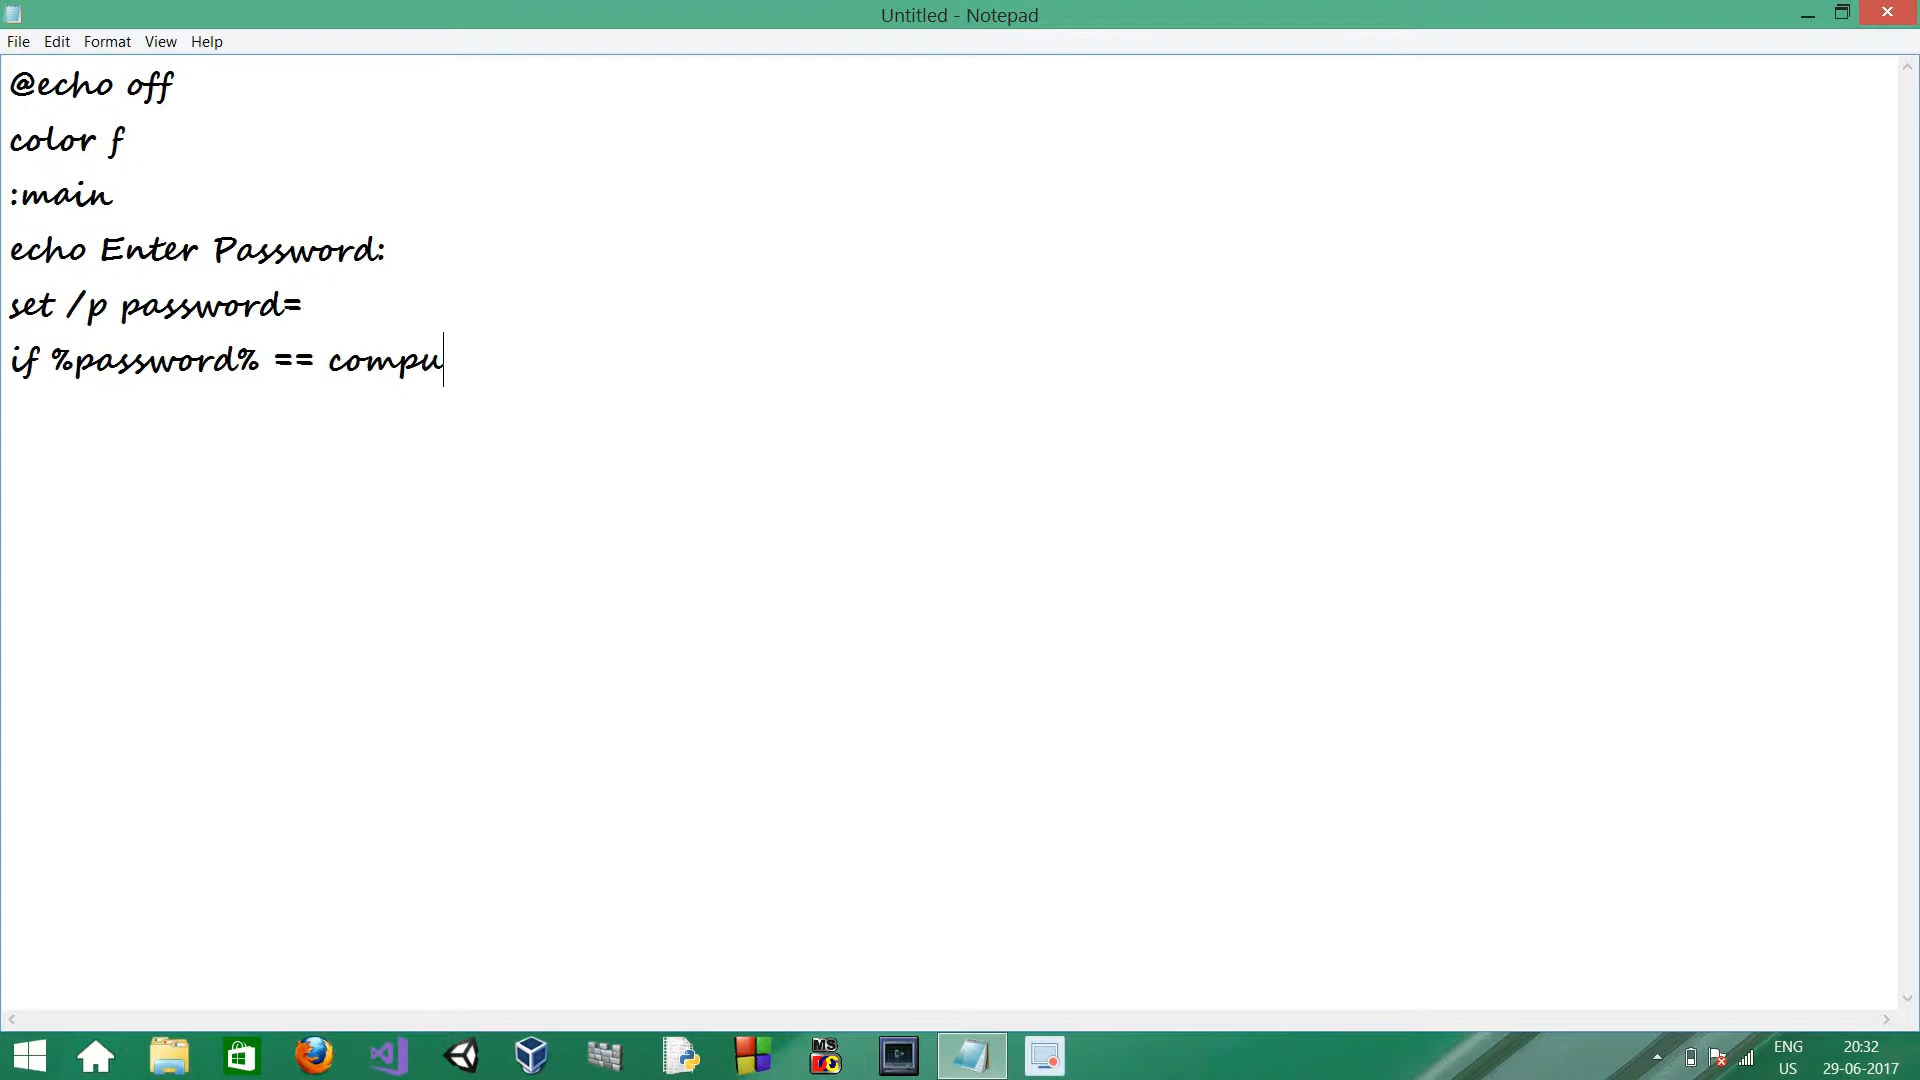 Untitled - Notepad
File Edit Format View Help
@echo off
color f
:main
echo Enter Password:
set /p password=
if %password% == compu
MS
ENG 20:32
US 29-06-2017